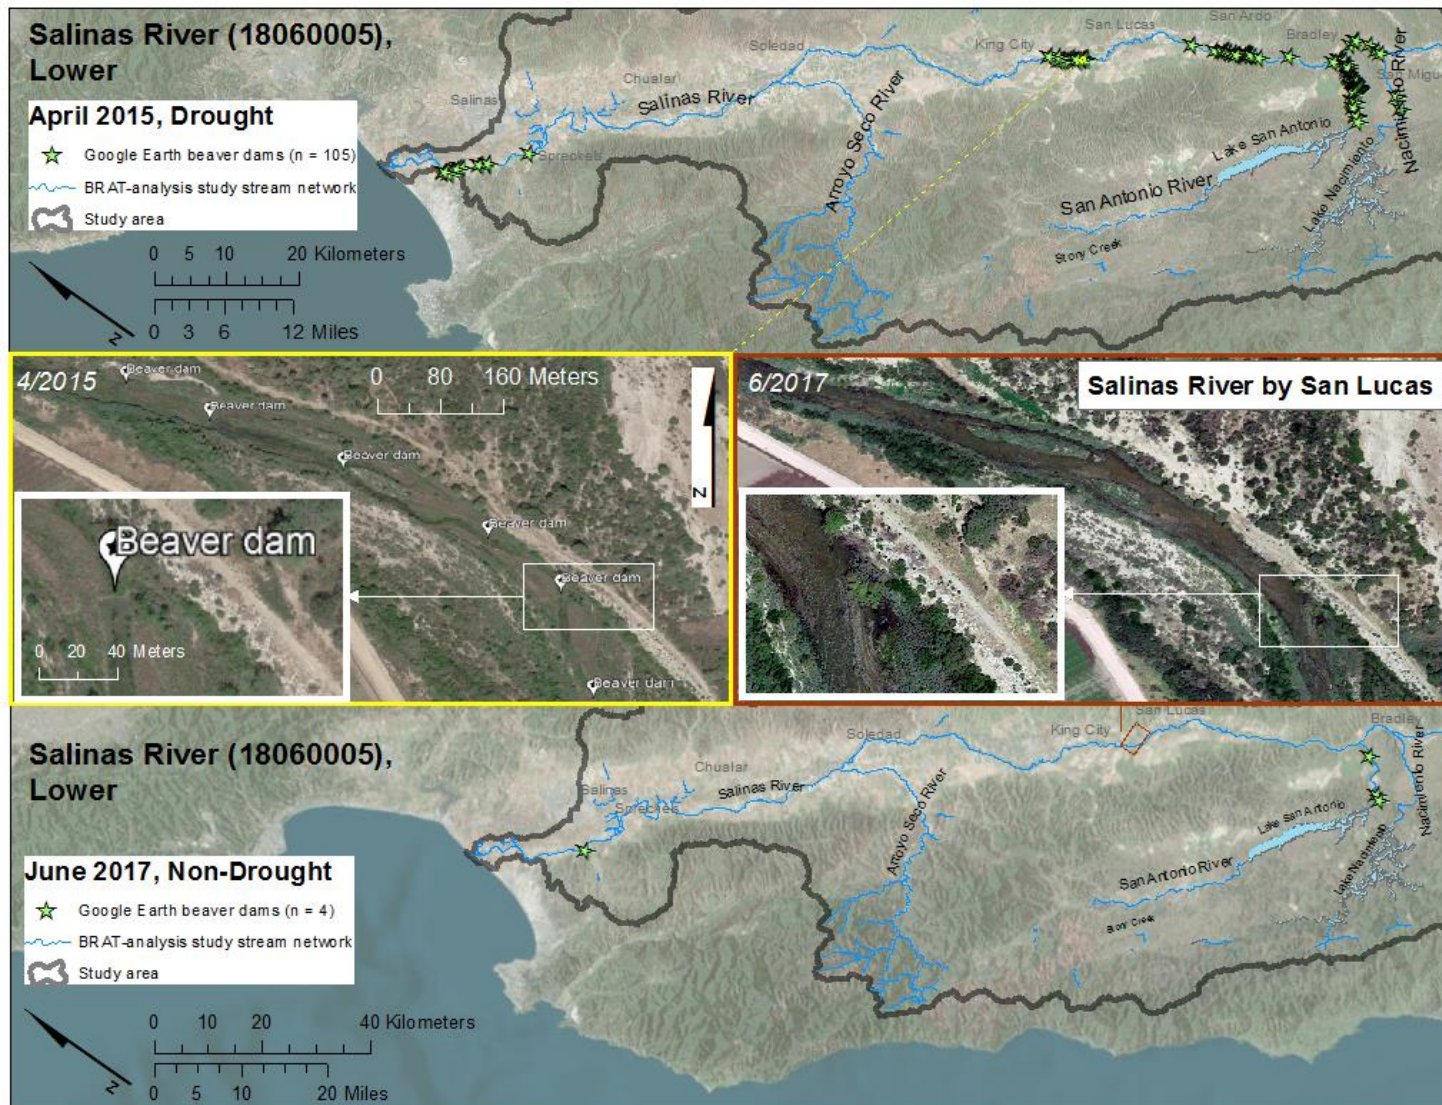 Salinas River (18060005),
Lower
April 2015, Drought
Google Earth beaver dams (n = 105)
BRAT-analysis study stream network
Study area
0 5 10 20 Kilometers
0 3 6 12 Miles
N
Salinas
Spreckels
Chualar
Salinas River
Soledad
Arroyo Seco River
King City
San Lucas
San Ardo
Bradley
Nacimiento River
Lake San Antonio
San Antonio River
Lake Nacimiento
Stony Creek
4/2015
Beaver dam
Beaver dam
Beaver dam
Beaver dam
Beaver dam
Beaver dam
0 80 160 Meters
N
Beaver dam
0 20 40 Meters
6/2017
Salinas River by San Lucas
Salinas River (18060005),
Lower
June 2017, Non-Drought
Google Earth beaver dams (n = 4)
BRAT-analysis study stream network
Study area
0 10 20 40 Kilometers
0 5 10 20 Miles
N
Salinas
Spreckels
Chualar
Salinas River
Soledad
Arroyo Seco River
King City
San Lucas
Bradley
Nacimiento River
Lake San Antonio
San Antonio River
Lake Nacimiento
Stony Creek